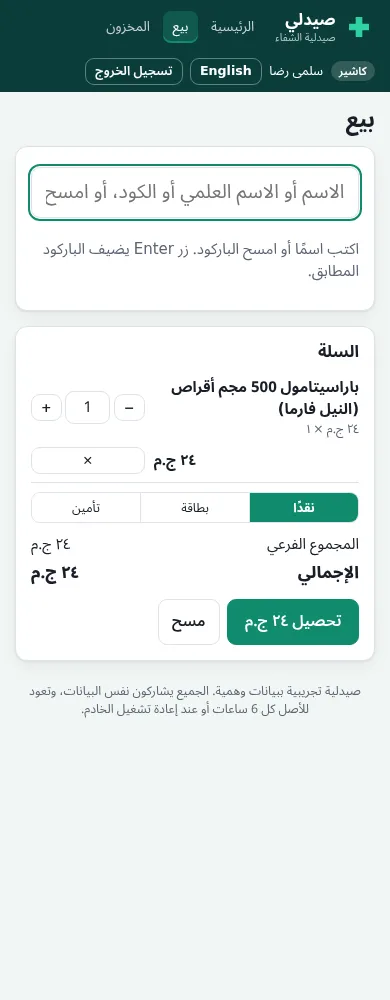 صيدلي
صيدلية الشفاء
الرئيسية
بيع
المخزون
كاشير
سلمى رضا
English
تسجيل الخروج
بيع
الاسم أو الاسم العلمي أو الكود، أو امسح
اكتب اسمًا أو امسح الباركود. زر Enter يضيف الباركود
المطابق.
السلة
باراسيتامول 500 مجم أقراص
(النيل فارما)
٢٤ ج.م × ١
−
1
+
٢٤ ج.م
×
نقدًا
بطاقة
تأمين
المجموع الفرعي
٢٤ ج.م
الإجمالي
٢٤ ج.م
تحصيل ٢٤ ج.م
مسح
صيدلية تجريبية ببيانات وهمية. الجميع يشاركون نفس البيانات، وتعود
للأصل كل 6 ساعات أو عند إعادة تشغيل الخادم.